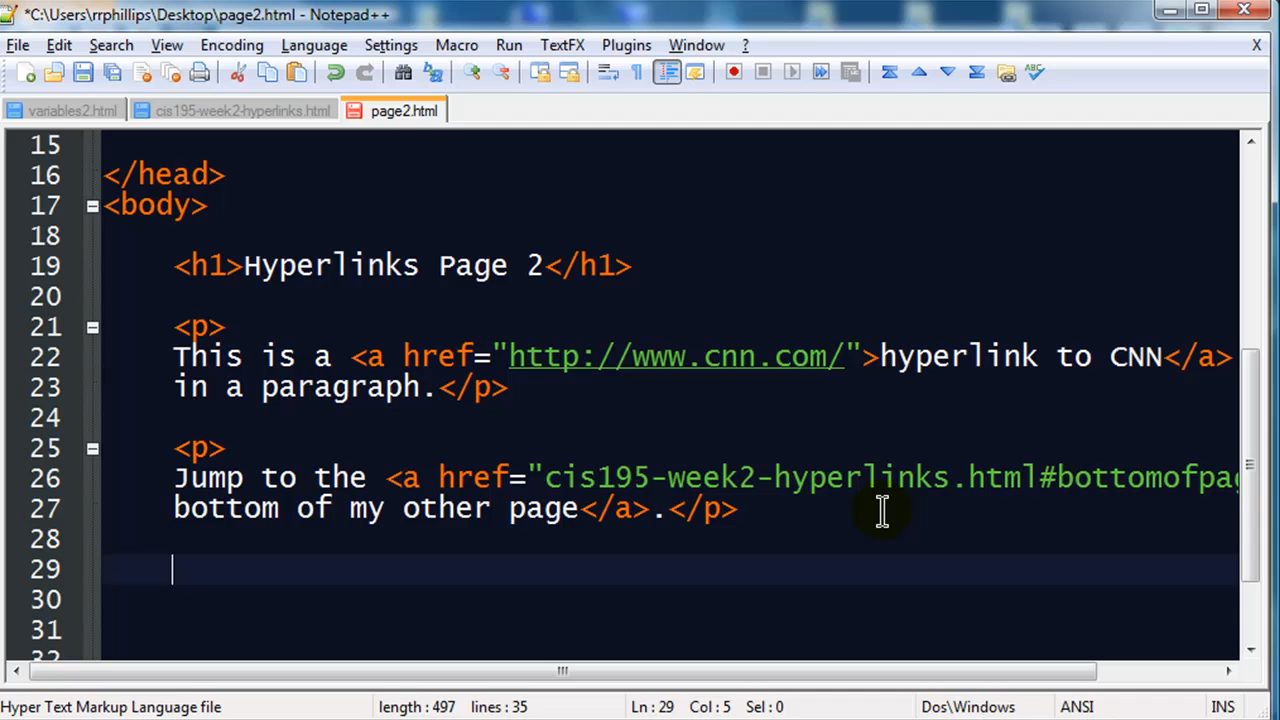 *C:\Users\rrphillips\Desktop\page2.html - Notepad++
File Edit Search View Encoding Language Settings Macro Run TextFX Plugins Window ? X
variables2.html cis195-week2-hyperlinks.html page2.html
15
16 </head>
17 <body>
18
19 <h1>Hyperlinks Page 2</h1>
20
21 <p>
22 This is a <a href="http://www.cnn.com/">hyperlink to CNN</a>
23 in a paragraph.</p>
24
25 <p>
26 Jump to the <a href="cis195-week2-hyperlinks.html#bottomofpag
27 bottom of my other page</a>.</p>
28
29
30
31
32
Hyper Text Markup Language file length : 497 lines : 35 Ln : 29 Col : 5 Sel : 0 Dos\Windows ANSI INS